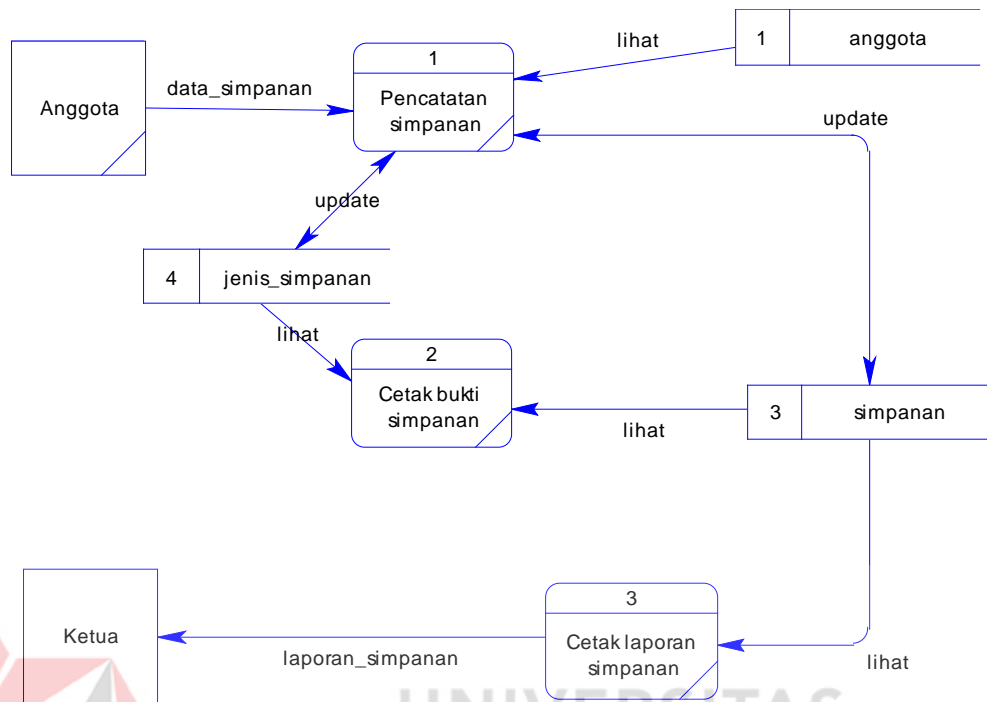 1 anggota
lihat
1
Anggota
data_simpanan
Pencatatan
simpanan
update
update
4 jenis_simpanan
lihat
2
Cetak bukti
simpanan
3 simpanan
lihat
3
Ketua
Cetak laporan
simpanan
laporan_simpanan
lihat
UNIVERSITAS